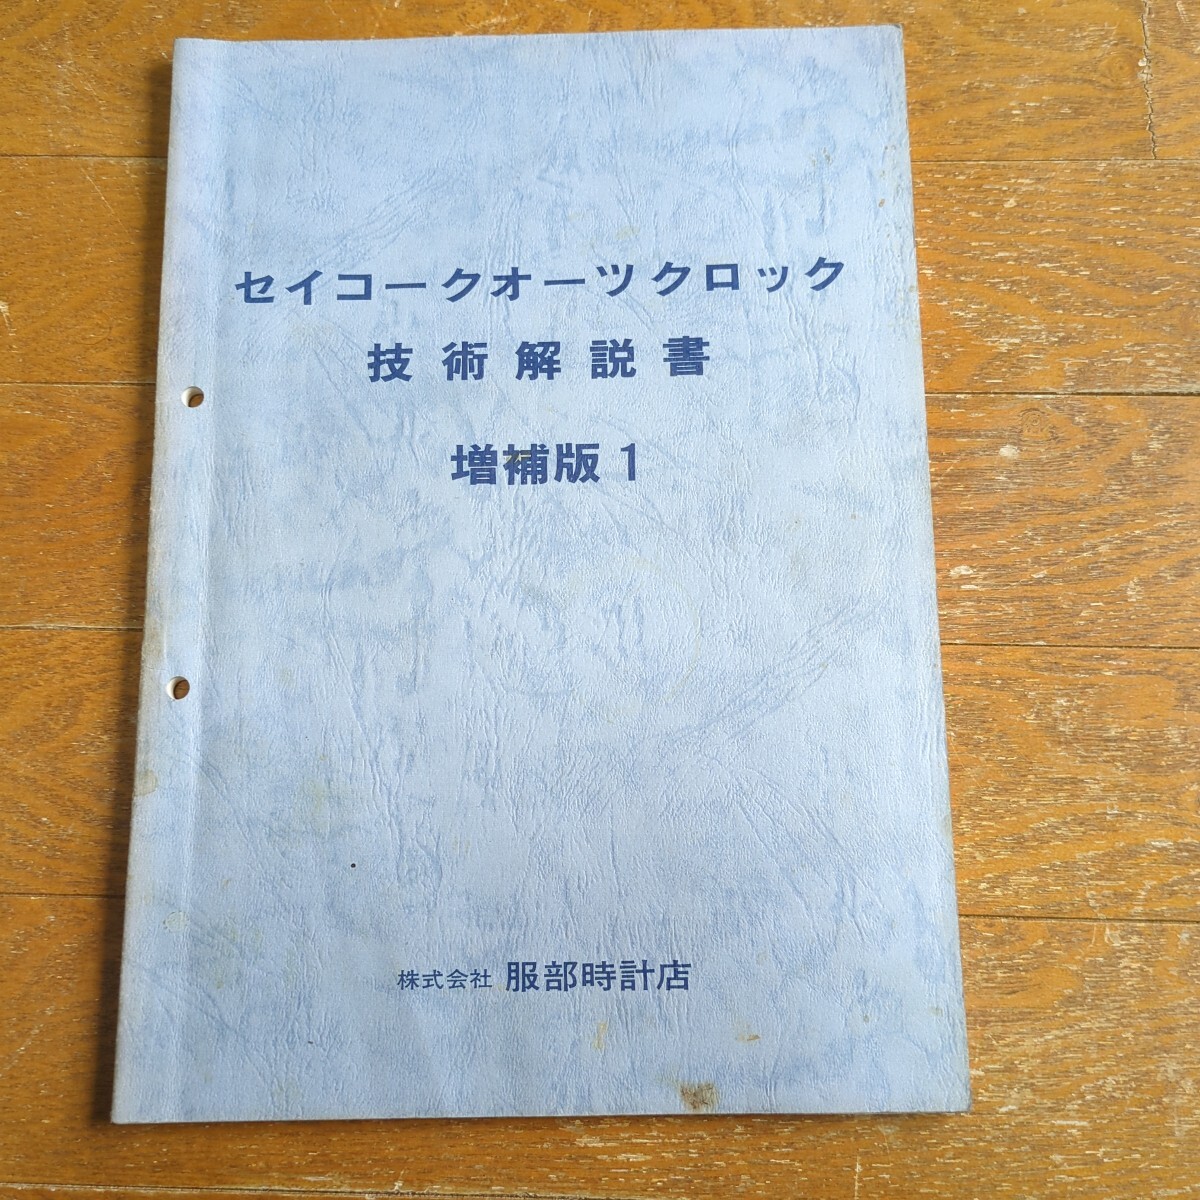 セイコークオーツクロック
技術解説書
増補版1
株式会社 服部時計店